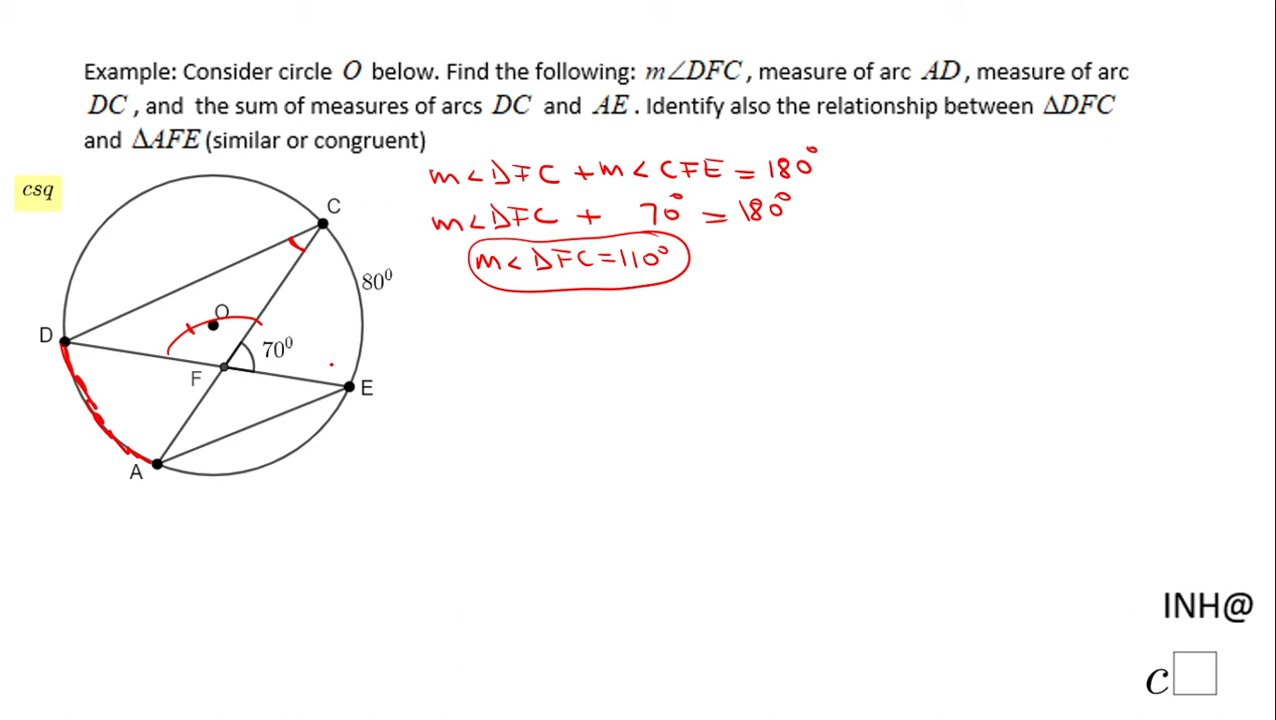 Example: Consider circle O below. Find the following: m∠DFC, measure of arc AD, measure of arc
DC, and the sum of measures of arcs DC and AE. Identify also the relationship between ΔDFC
and ΔAFE (similar or congruent)
m∠DFC + m∠CFE = 180°
csq
m∠DFC + 70° = 180°
m∠DFC = 110°
C
80⁰
O
D
70⁰
F
E
A
INH@
c